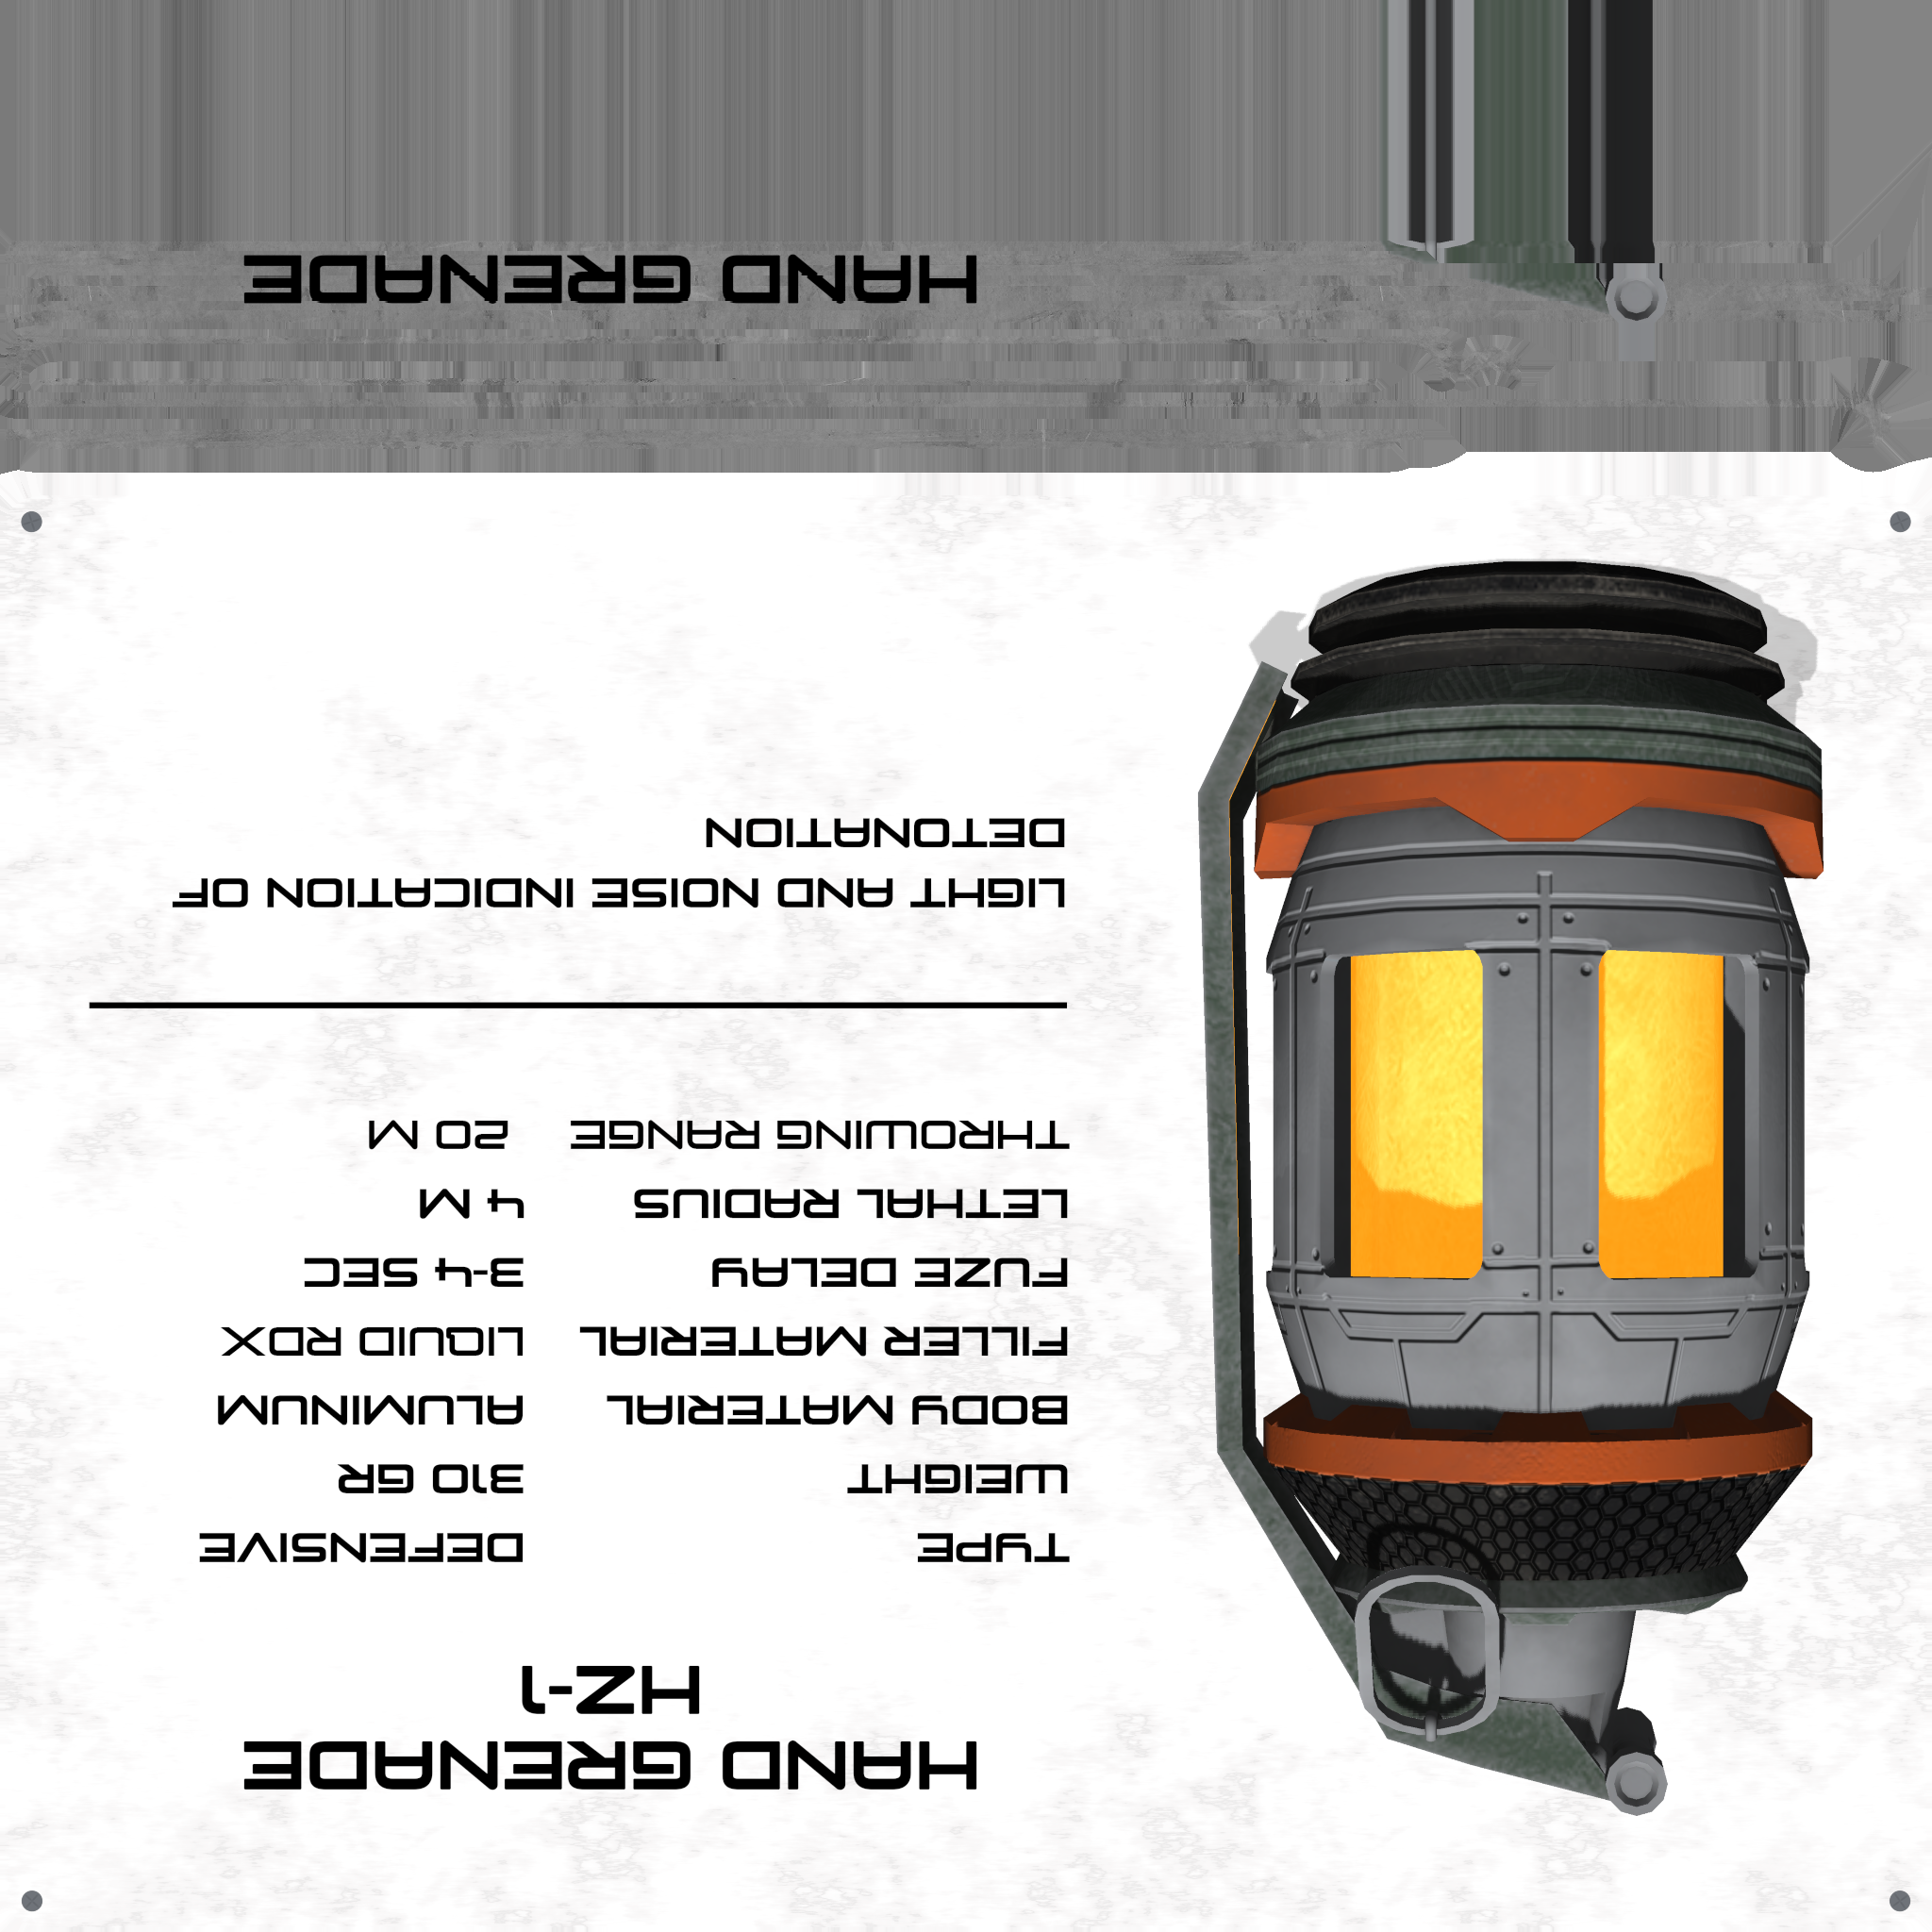 HAND GRENADE
HZ-1
TYPE DEFENSIVE
WEIGHT 310 GR
BODY MATERIAL ALUMINUM
FILLER MATERIAL LIQUID RDX
FUZE DELAY 3-4 SEC
LETHAL RADIUS 4 M
THROWING RANGE 20 M
LIGHT AND NOISE INDICATION OF
DETONATION
HAND GRENADE